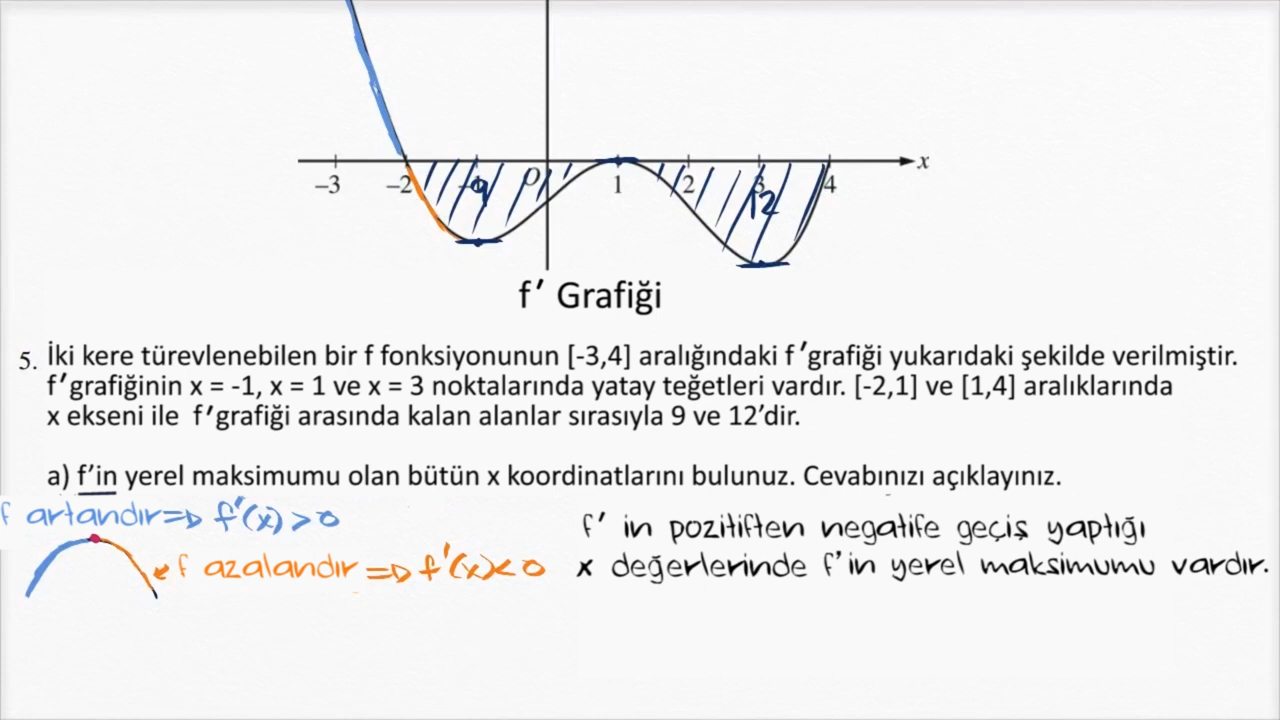 -3 -2 -1 O 1 2 3 4 x
9 12
f′ Grafiği
5. İki kere türevlenebilen bir f fonksiyonunun [-3,4] aralığındaki f ′grafiği yukarıdaki şekilde verilmiştir.
f′grafiğinin x = -1, x = 1 ve x = 3 noktalarında yatay teğetleri vardır. [-2,1] ve [1,4] aralıklarında
x ekseni ile f′grafiği arasında kalan alanlar sırasıyla 9 ve 12’dir.
a) f’in yerel maksimumu olan bütün x koordinatlarını bulunuz. Cevabınızı açıklayınız.
f artandır ⇒ f'(x) > 0
f azalandır ⇒ f'(x) < 0
f' in pozitiften negatife geçiş yaptığı
x değerlerinde f'in yerel maksimumu vardır.